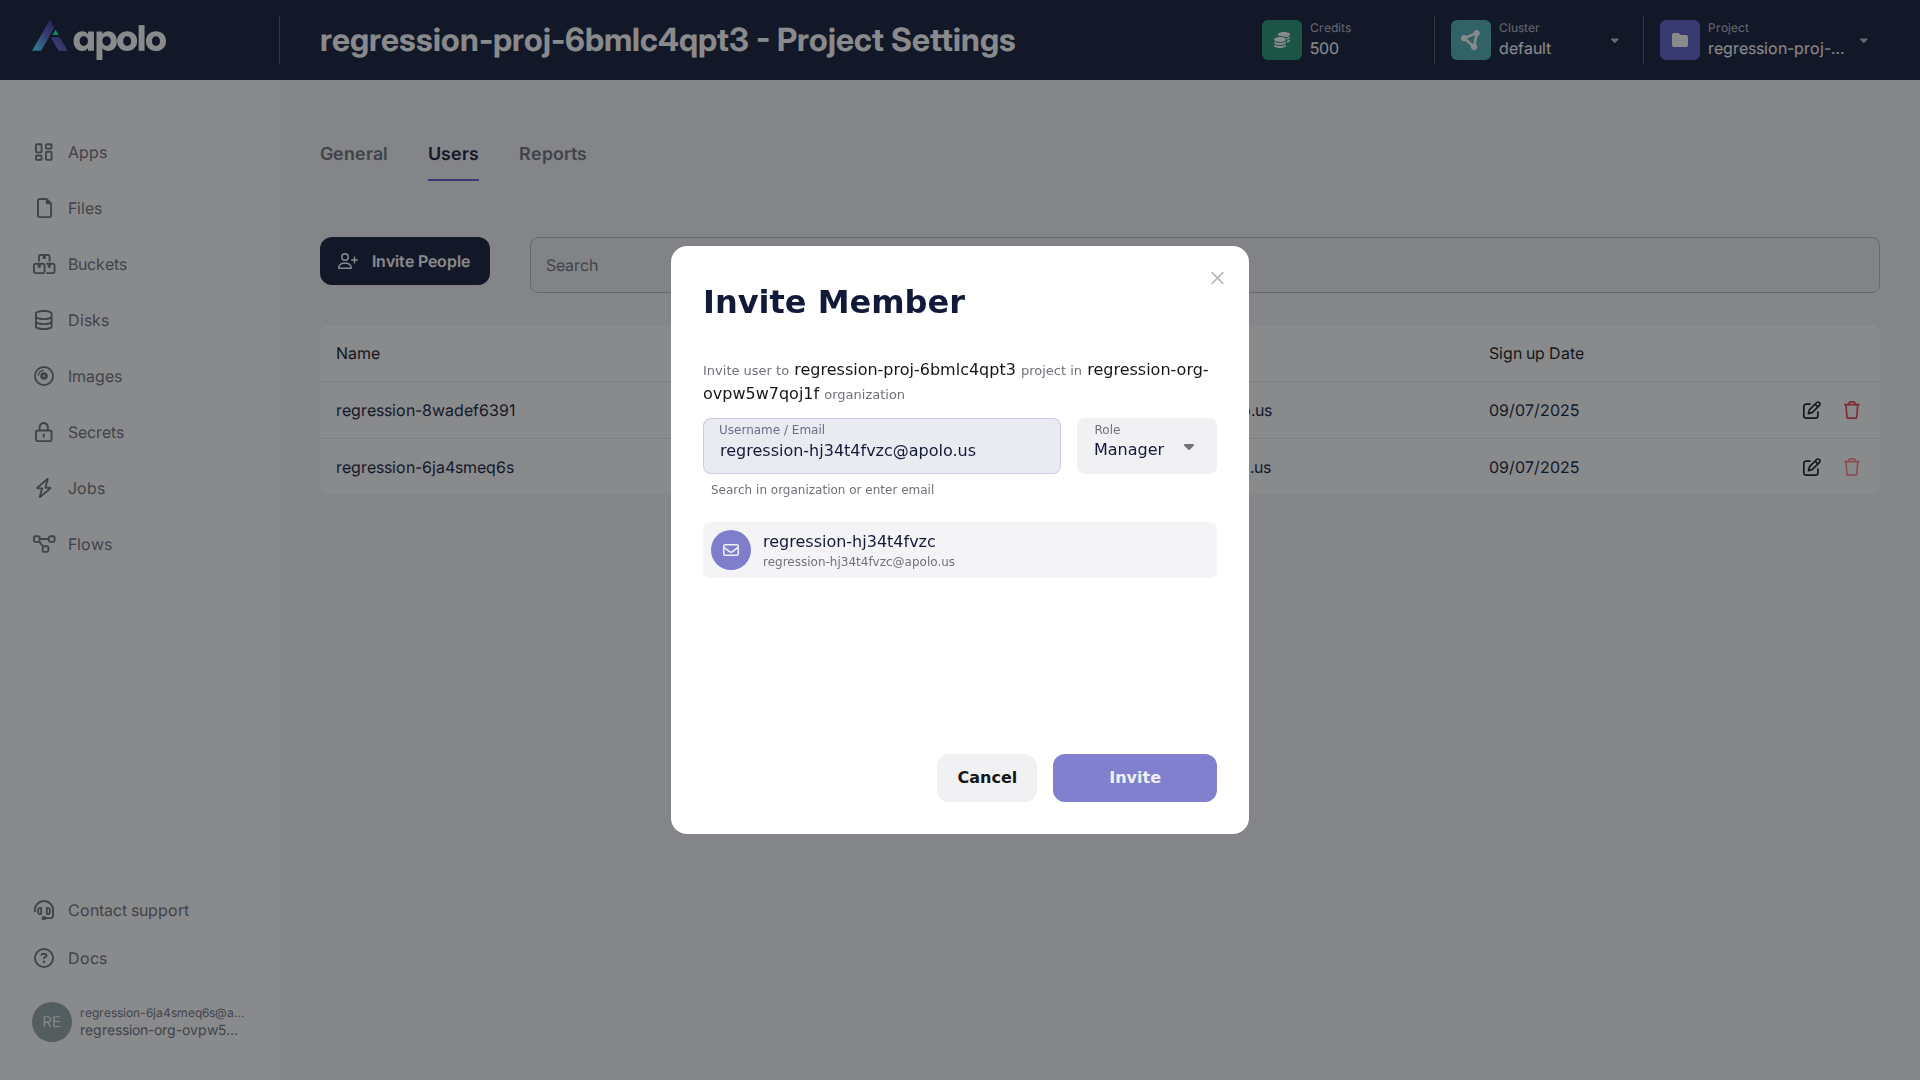 apolo
regression-proj-6bmlc4qpt3 - Project Settings
Credits
500
Cluster
default
Project
regression-proj-...
Apps
Files
Buckets
Disks
Images
Secrets
Jobs
Flows
Contact support
Docs
RE
regression-6ja4smeq6s@a...
regression-org-ovpw5...
General
Users
Reports
Invite People
Search
Name
Sign up Date
regression-8wadef6391
.us
09/07/2025
regression-6ja4smeq6s
.us
09/07/2025
Invite Member
Invite user to regression-proj-6bmlc4qpt3 project in regression-org-
ovpw5w7qoj1f organization
Username / Email
regression-hj34t4fvzc@apolo.us
Role
Manager
Search in organization or enter email
regression-hj34t4fvzc
regression-hj34t4fvzc@apolo.us
Cancel
Invite